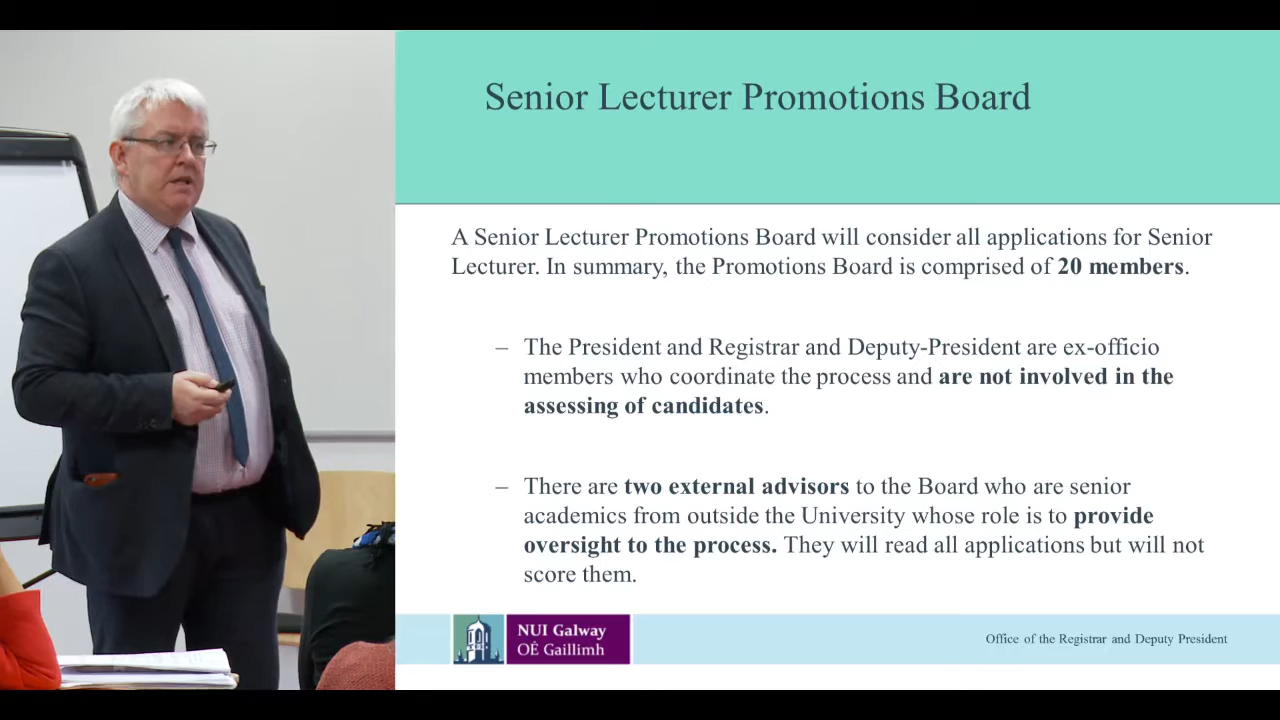 Senior Lecturer Promotions Board
A Senior Lecturer Promotions Board will consider all applications for Senior
Lecturer. In summary, the Promotions Board is comprised of 20 members.
– The President and Registrar and Deputy-President are ex-officio
members who coordinate the process and are not involved in the
assessing of candidates.
– There are two external advisors to the Board who are senior
academics from outside the University whose role is to provide
oversight to the process. They will read all applications but will not
score them.
NUI Galway
OÉ Gaillimh
Office of the Registrar and Deputy President